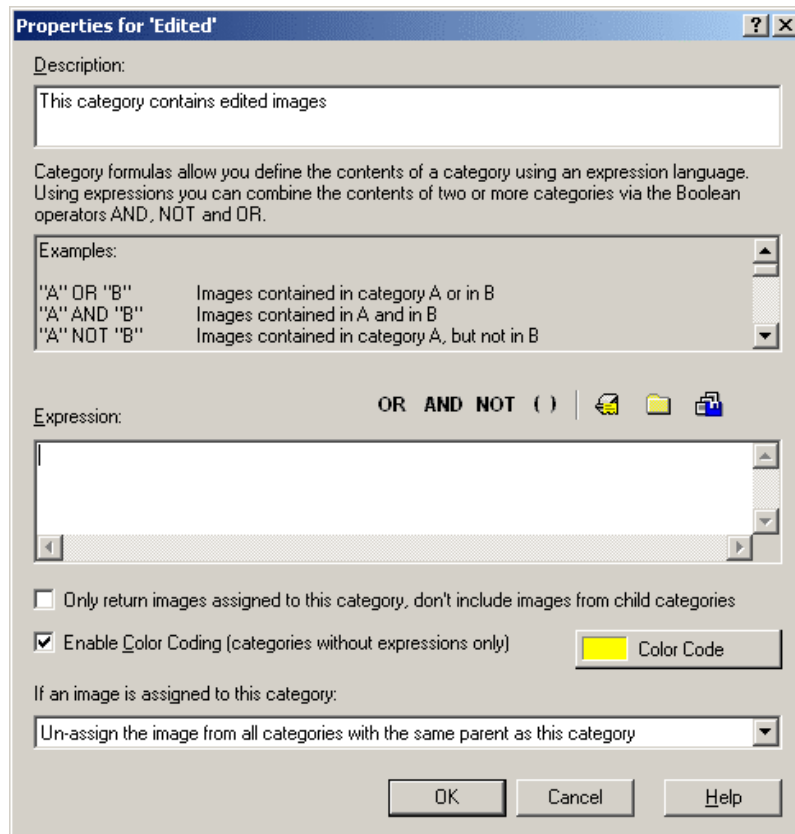 Properties for 'Edited'
Description:
This category contains edited images
Category formulas allow you define the contents of a category using an expression language.
Using expressions you can combine the contents of two or more categories via the Boolean
operators AND, NOT and OR.
Examples:
"A" OR "B" Images contained in category A or in B
"A" AND "B" Images contained in A and in B
"A" NOT "B" Images contained in category A, but not in B
OR AND NOT ( )
Expression:
Only return images assigned to this category, don't include images from child categories
Enable Color Coding (categories without expressions only) Color Code
If an image is assigned to this category:
Un-assign the image from all categories with the same parent as this category
OK Cancel Help